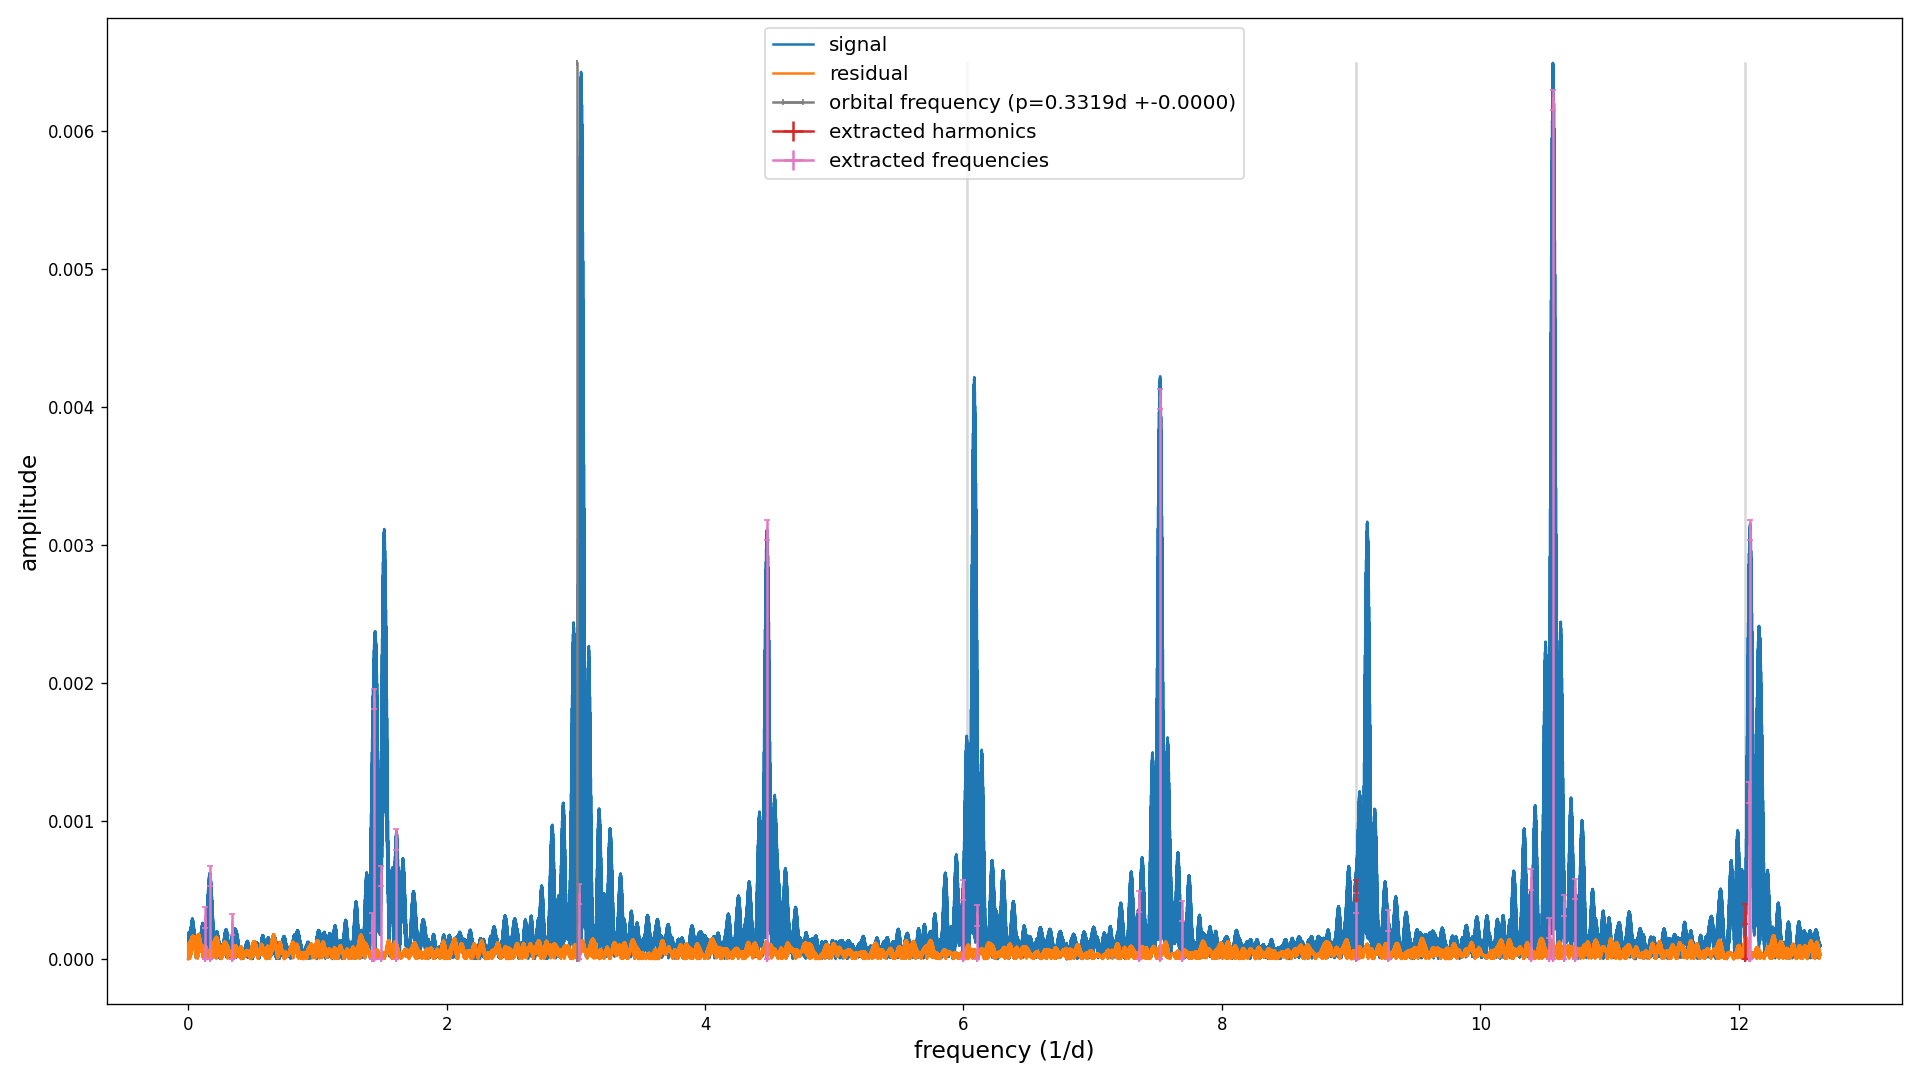 signal
residual
orbital frequency (p=0.3319d +-0.0000)
extracted harmonics
extracted frequencies
amplitude
0.006
0.005
0.004
0.003
0.002
0.001
0.000
0 2 4 6 8 10 12
frequency (1/d)